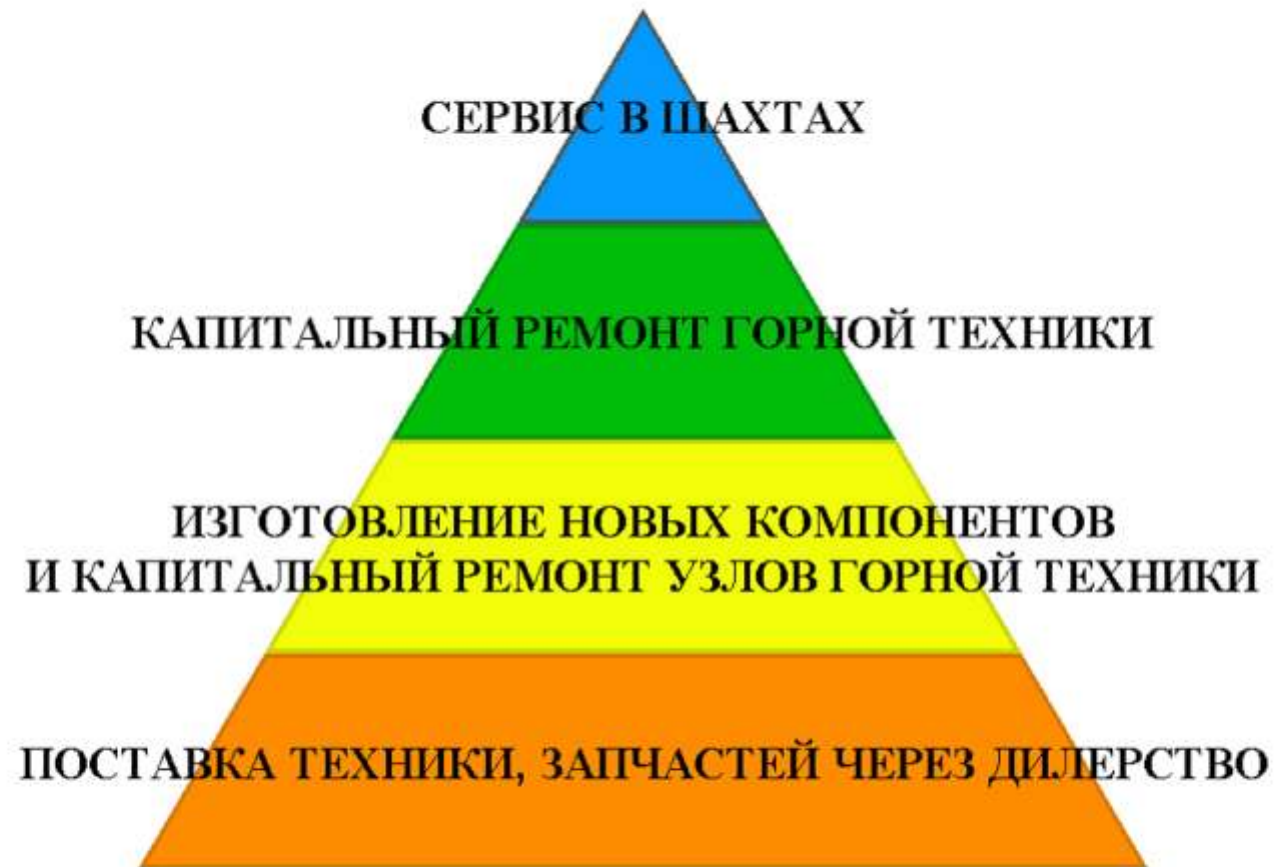 СЕРВИС В ШАХТАХ
КАПИТАЛЬНЫЙ РЕМОНТ ГОРНОЙ ТЕХНИКИ
ИЗГОТОВЛЕНИЕ НОВЫХ КОМПОНЕНТОВ
И КАПИТАЛЬНЫЙ РЕМОНТ УЗЛОВ ГОРНОЙ ТЕХНИКИ
ПОСТАВКА ТЕХНИКИ, ЗАПЧАСТЕЙ ЧЕРЕЗ ДИЛЕРСТВО